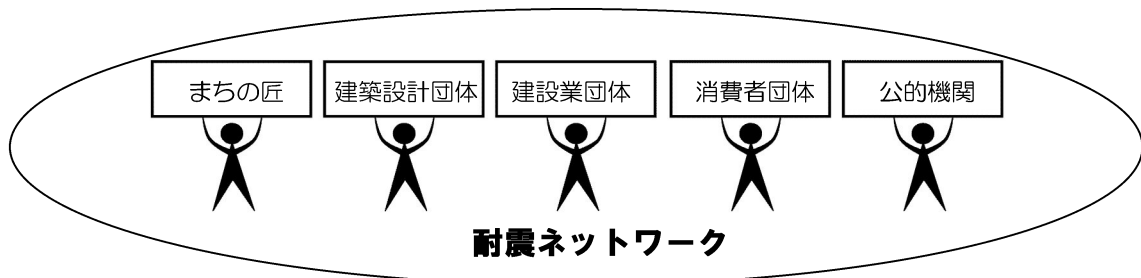 まちの匠
建築設計団体
建設業団体
消費者団体
公的機関
耐震ネットワーク